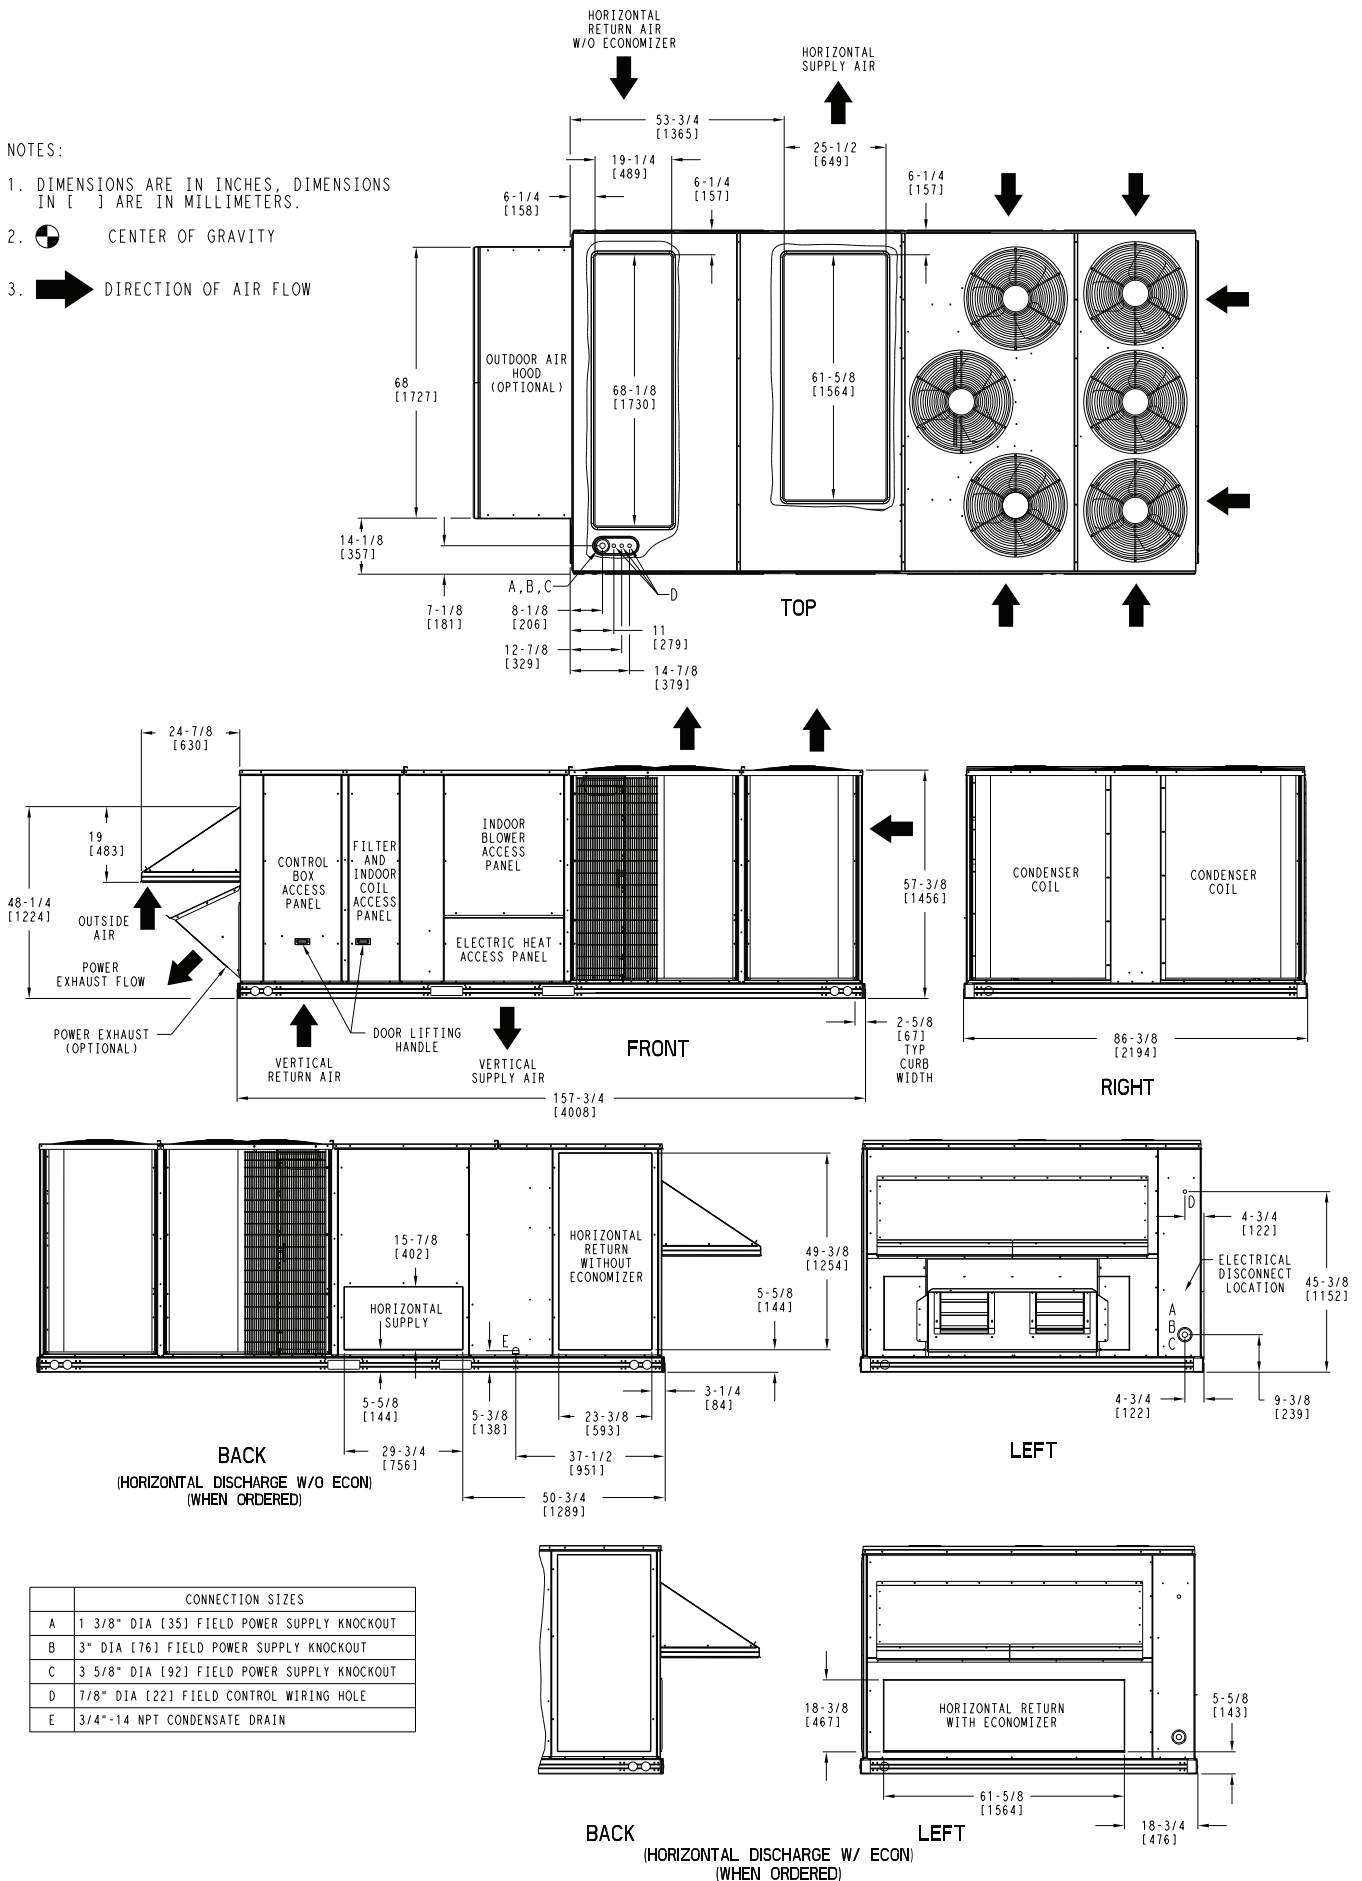 HORIZONTAL
RETURN AIR
W/O ECONOMIZER
HORIZONTAL
SUPPLY AIR
NOTES:
1. DIMENSIONS ARE IN INCHES, DIMENSIONS
IN [ ] ARE IN MILLIMETERS.
2. CENTER OF GRAVITY
3. DIRECTION OF AIR FLOW
53-3/4
[1365]
25-1/2
[649]
19-1/4
[489]
6-1/4
[158]
6-1/4
[157]
6-1/4
[157]
OUTDOOR AIR
HOOD
(OPTIONAL)
68
[1727]
68-1/8
[1730]
61-5/8
[1564]
14-1/8
[357]
A,B,C
D
7-1/8
[181]
8-1/8
[206]
11
[279]
12-7/8
[329]
14-7/8
[379]
TOP
24-7/8
[630]
19
[483]
48-1/4
[1224]
OUTSIDE
AIR
POWER
EXHAUST FLOW
POWER EXHAUST
(OPTIONAL)
CONTROL
BOX
ACCESS
PANEL
FILTER
AND
INDOOR
COIL
ACCESS
PANEL
INDOOR
BLOWER
ACCESS
PANEL
ELECTRIC HEAT
ACCESS PANEL
DOOR LIFTING
HANDLE
VERTICAL
RETURN AIR
VERTICAL
SUPPLY AIR
FRONT
157-3/4
[4008]
57-3/8
[1456]
2-5/8
[67]
TYP
CURB
WIDTH
CONDENSER
COIL
CONDENSER
COIL
86-3/8
[2194]
RIGHT
15-7/8
[402]
HORIZONTAL
SUPPLY
HORIZONTAL
RETURN
WITHOUT
ECONOMIZER
E
49-3/8
[1254]
5-5/8
[144]
5-5/8
[144]
5-3/8
[138]
3-1/4
[84]
23-3/8
[593]
29-3/4
[756]
37-1/2
[951]
50-3/4
[1289]
BACK
(HORIZONTAL DISCHARGE W/O ECON)
(WHEN ORDERED)
D
4-3/4
[122]
ELECTRICAL
DISCONNECT
LOCATION
45-3/8
[1152]
A
B
C
4-3/4
[122]
9-3/8
[239]
LEFT
CONNECTION SIZES
A 1 3/8" DIA [35] FIELD POWER SUPPLY KNOCKOUT
B 3" DIA [76] FIELD POWER SUPPLY KNOCKOUT
C 3 5/8" DIA [92] FIELD POWER SUPPLY KNOCKOUT
D 7/8" DIA [22] FIELD CONTROL WIRING HOLE
E 3/4"-14 NPT CONDENSATE DRAIN
18-3/8
[467]
HORIZONTAL RETURN
WITH ECONOMIZER
5-5/8
[143]
61-5/8
[1564]
18-3/4
[476]
BACK
LEFT
(HORIZONTAL DISCHARGE W/ ECON)
(WHEN ORDERED)